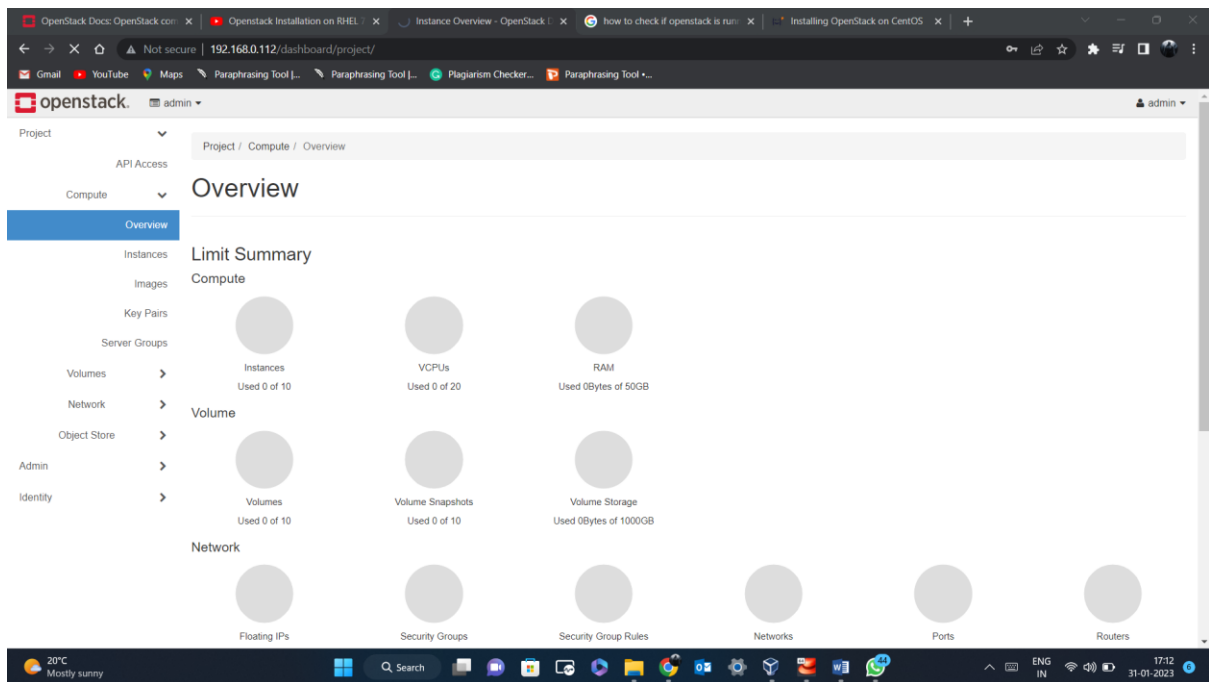 OpenStack Docs: OpenStack com
Openstack Installation on RHEL 7
Instance Overview - OpenStack D
how to check if openstack is runn
Installing OpenStack on CentOS
Not secure | 192.168.0.112/dashboard/project/
Gmail YouTube Maps Paraphrasing Tool |... Paraphrasing Tool |... Plagiarism Checker... Paraphrasing Tool •...
openstack. admin admin
Project
API Access
Compute
Overview
Instances
Images
Key Pairs
Server Groups
Volumes
Network
Object Store
Admin
Identity
Project / Compute / Overview
Overview
Limit Summary
Compute
Instances VCPUs RAM
Used 0 of 10 Used 0 of 20 Used 0Bytes of 50GB
Volume
Volumes Volume Snapshots Volume Storage
Used 0 of 10 Used 0 of 10 Used 0Bytes of 1000GB
Network
Floating IPs Security Groups Security Group Rules Networks Ports Routers
20°C
Mostly sunny
Search
44
ENG
IN
17:12
31-01-2023
6